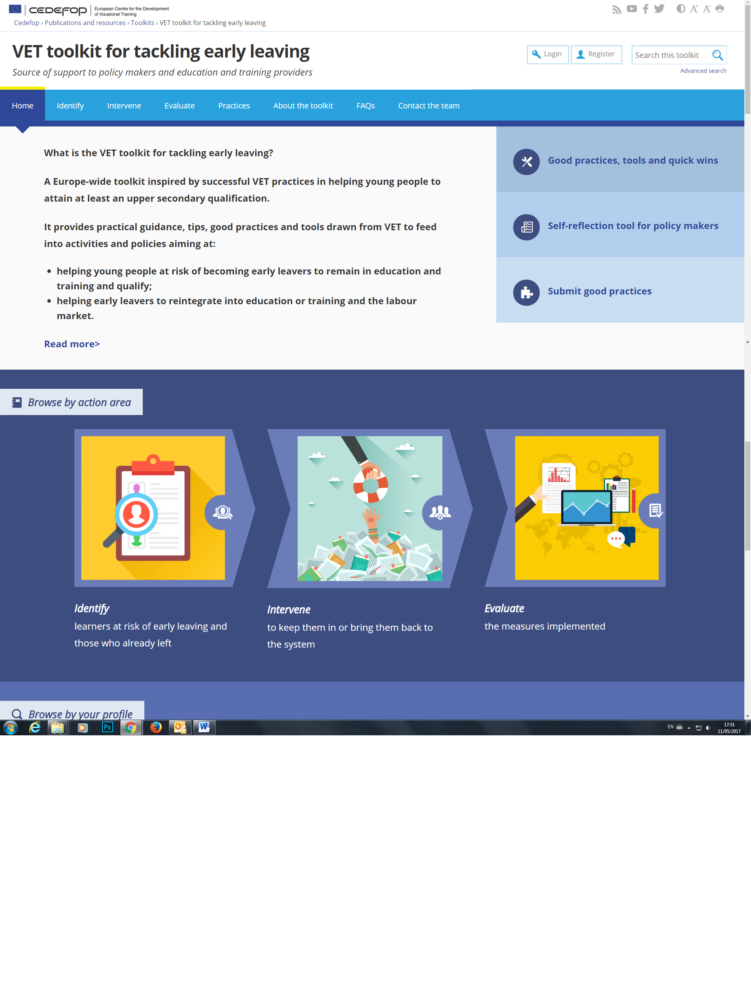 CEDEFOP
European Centre for the Development
of Vocational Training
Cedefop › Publications and resources › Toolkits › VET toolkit for tackling early leaving
A+ A-
VET toolkit for tackling early leaving
Source of support to policy makers and education and training providers
Login
Register
Search this toolkit
Advanced search
Home
Identify
Intervene
Evaluate
Practices
About the toolkit
FAQs
Contact the team
What is the VET toolkit for tackling early leaving?
A Europe-wide toolkit inspired by successful VET practices in helping young people to
attain at least an upper secondary qualification.
It provides practical guidance, tips, good practices and tools drawn from VET to feed
into activities and policies aiming at:
• helping young people at risk of becoming early leavers to remain in education and
training and qualify;
• helping early leavers to reintegrate into education or training and the labour
market.
Read more>
Good practices, tools and quick wins
Self-reflection tool for policy makers
Submit good practices
Browse by action area
Identify
learners at risk of early leaving and
those who already left
Intervene
to keep them in or bring them back to
the system
Evaluate
the measures implemented
Browse by your profile
Ps
EN
17:51
11/05/2017